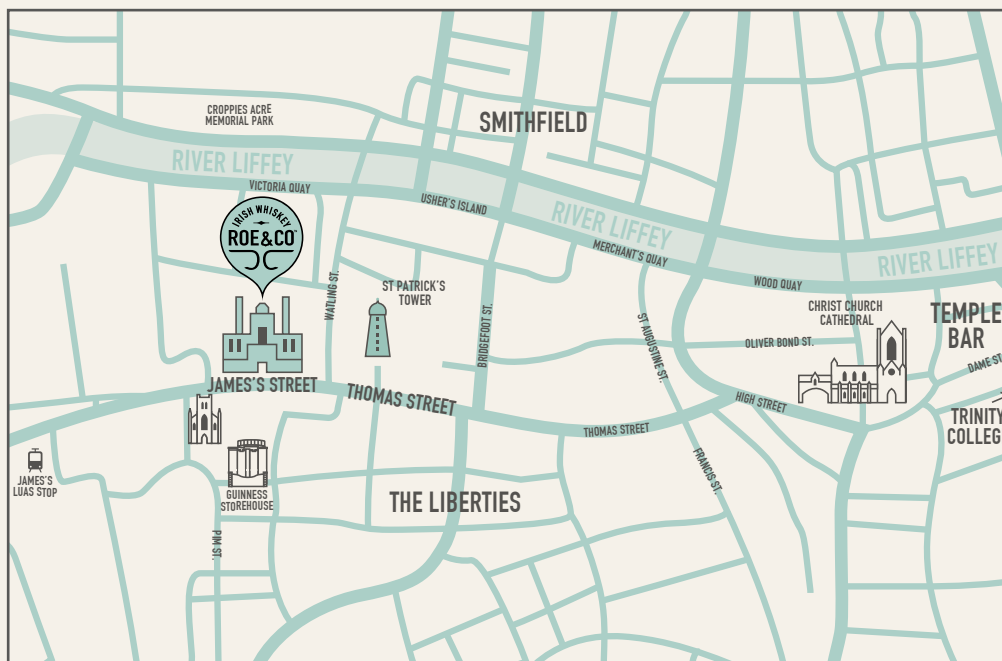 CROPPIES ACRE
MEMORIAL PARK
SMITHFIELD
RIVER LIFFEY
VICTORIA QUAY
USHER'S ISLAND
RIVER LIFFEY
MERCHANT'S QUAY
WOOD QUAY
RIVER LIFFEY
IRISH WHISKEY
ROE&CO
WATLING ST.
ST PATRICK'S
TOWER
BRIDGEFOOT ST.
ST AUGUSTINE ST.
OLIVER BOND ST.
CHRIST CHURCH
CATHEDRAL
TEMPLE
BAR
DAME ST
JAMES'S STREET
THOMAS STREET
THOMAS STREET
HIGH STREET
TRINITY
COLLEG
FRANCIS ST.
JAMES'S
LUAS STOP
GUINNESS
STOREHOUSE
THE LIBERTIES
PIM ST.